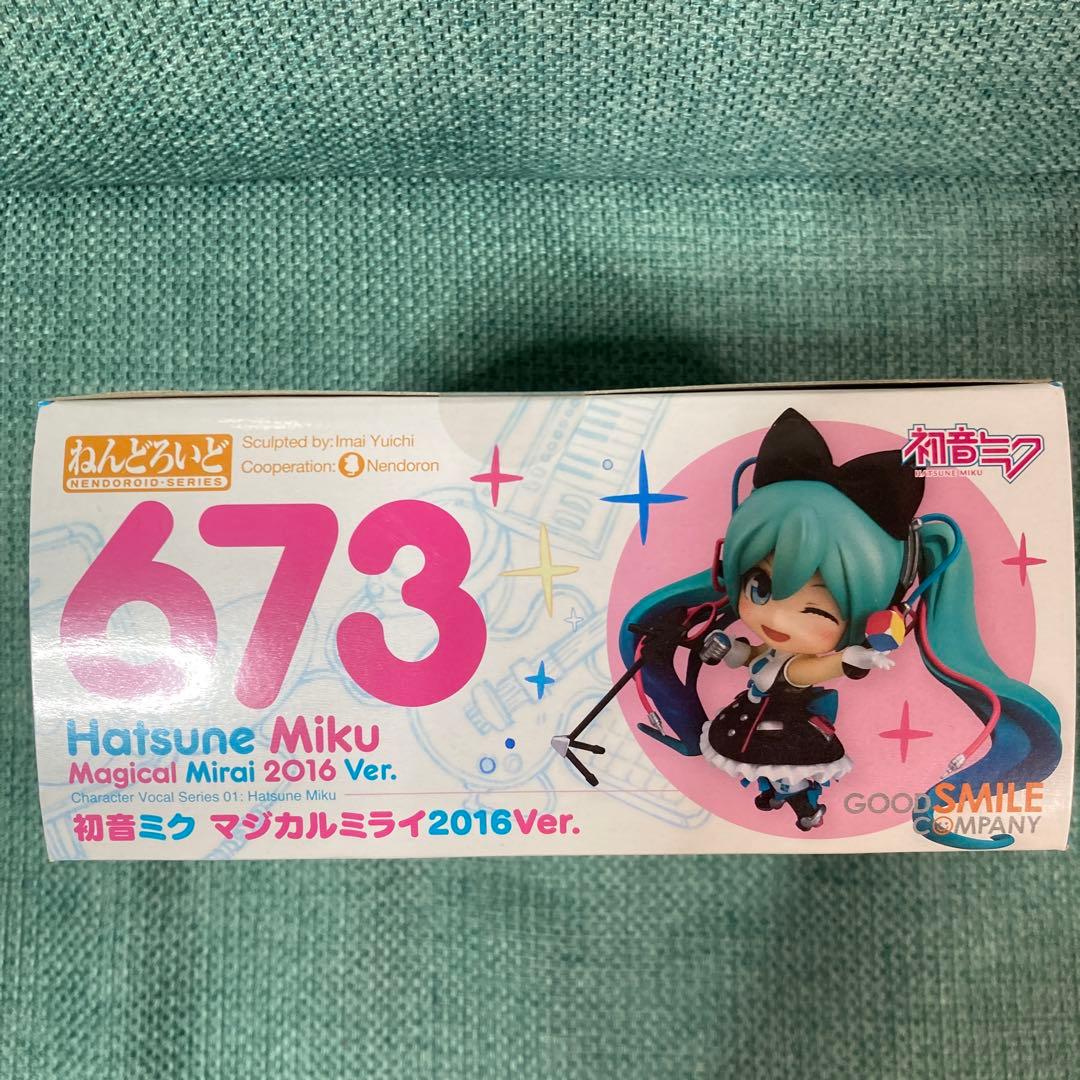 ねんどろいど
NENDOROID·SERIES
Sculpted by:Imai Yuichi
Cooperation: Nendoron
673
Hatsune Miku
Magical Mirai 2016 Ver.
Character Vocal Series 01: Hatsune Miku
初音ミク マジカルミライ2016Ver.
初音ミク
HATSUNE MIKU
GOOD SMILE
COMPANY